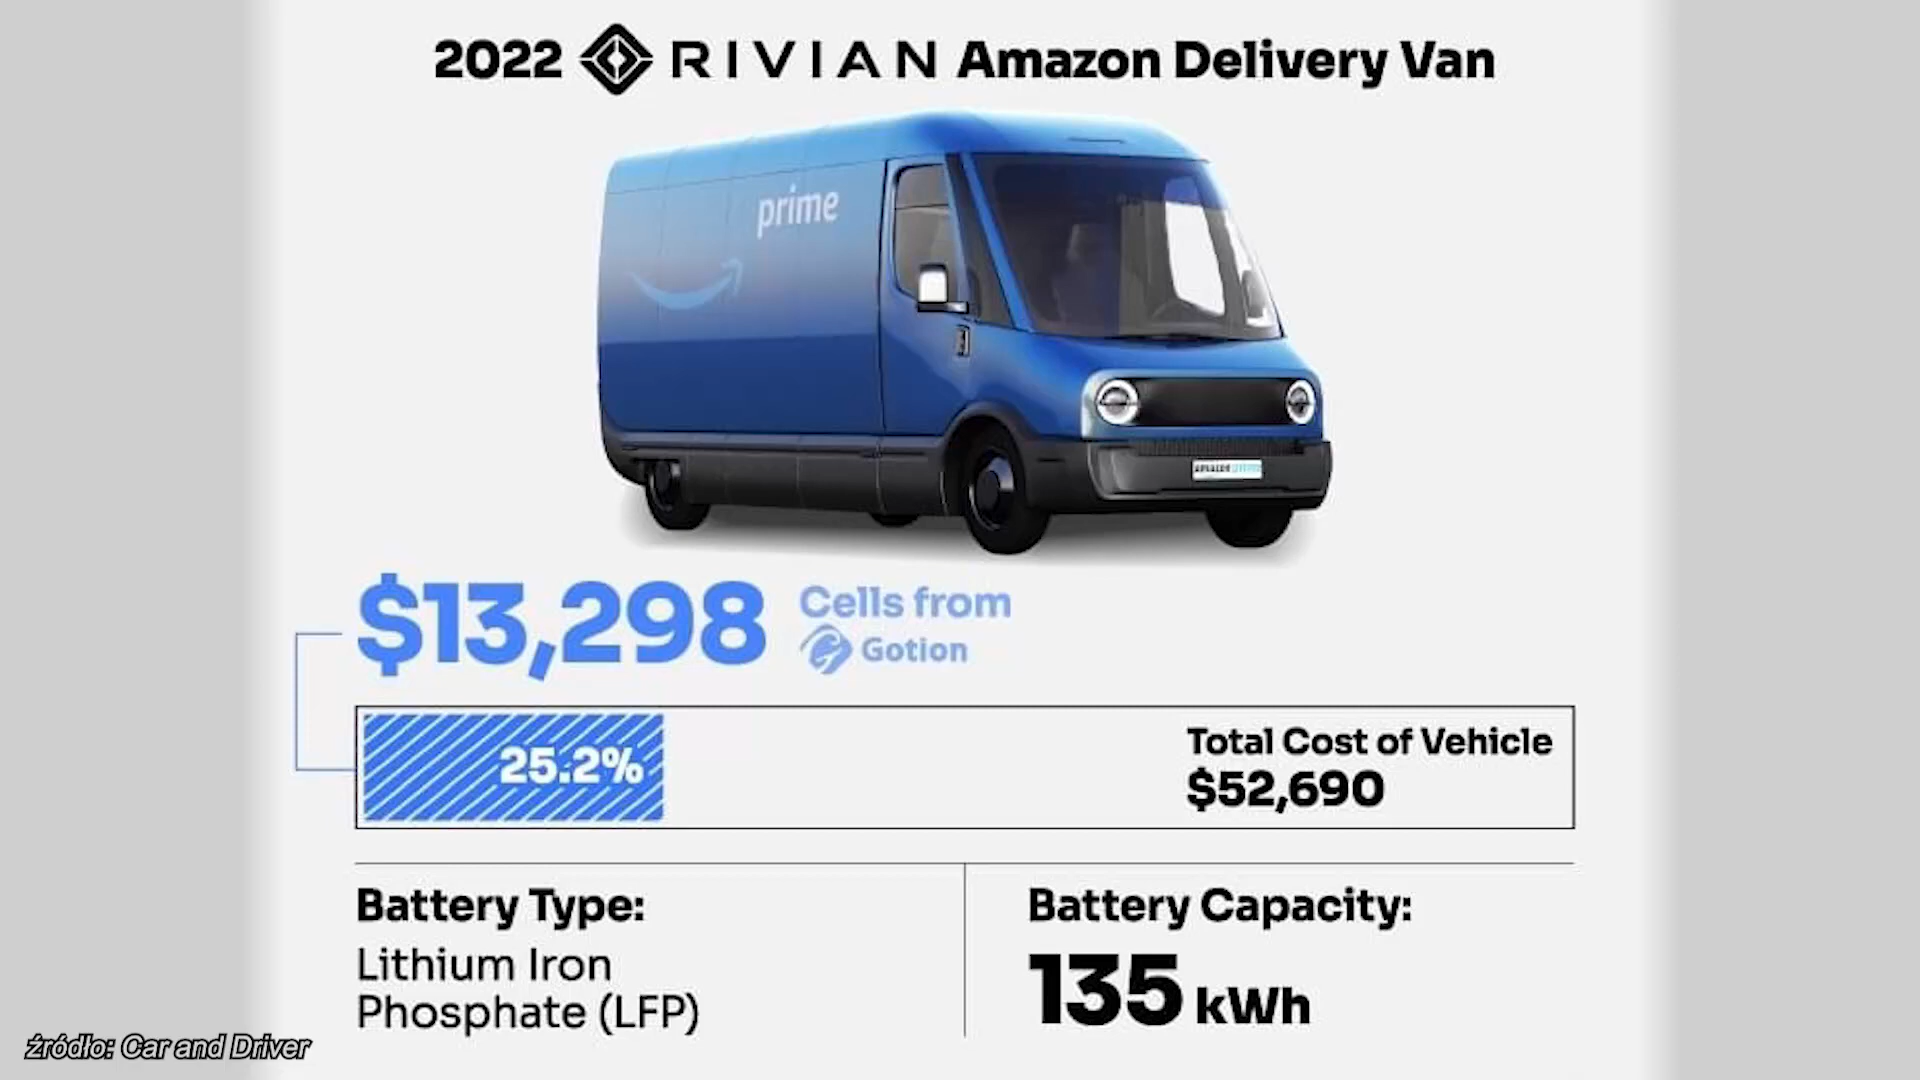 2022 RIVIAN Amazon Delivery Van
prime
$13,298
Cells from
Gotion
25.2%
Total Cost of Vehicle
$52,690
Battery Type:
Lithium Iron
Phosphate (LFP)
Battery Capacity:
135 kWh
źródło: Car and Driver